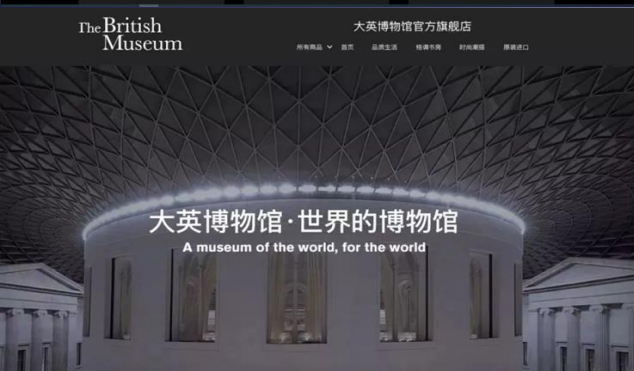 The British
Museum
大英博物馆官方旗舰店
所有商品 首页 品质生活 格调书房 时尚潮搭 原装进口
大英博物馆·世界的博物馆
A museum of the world, for the world